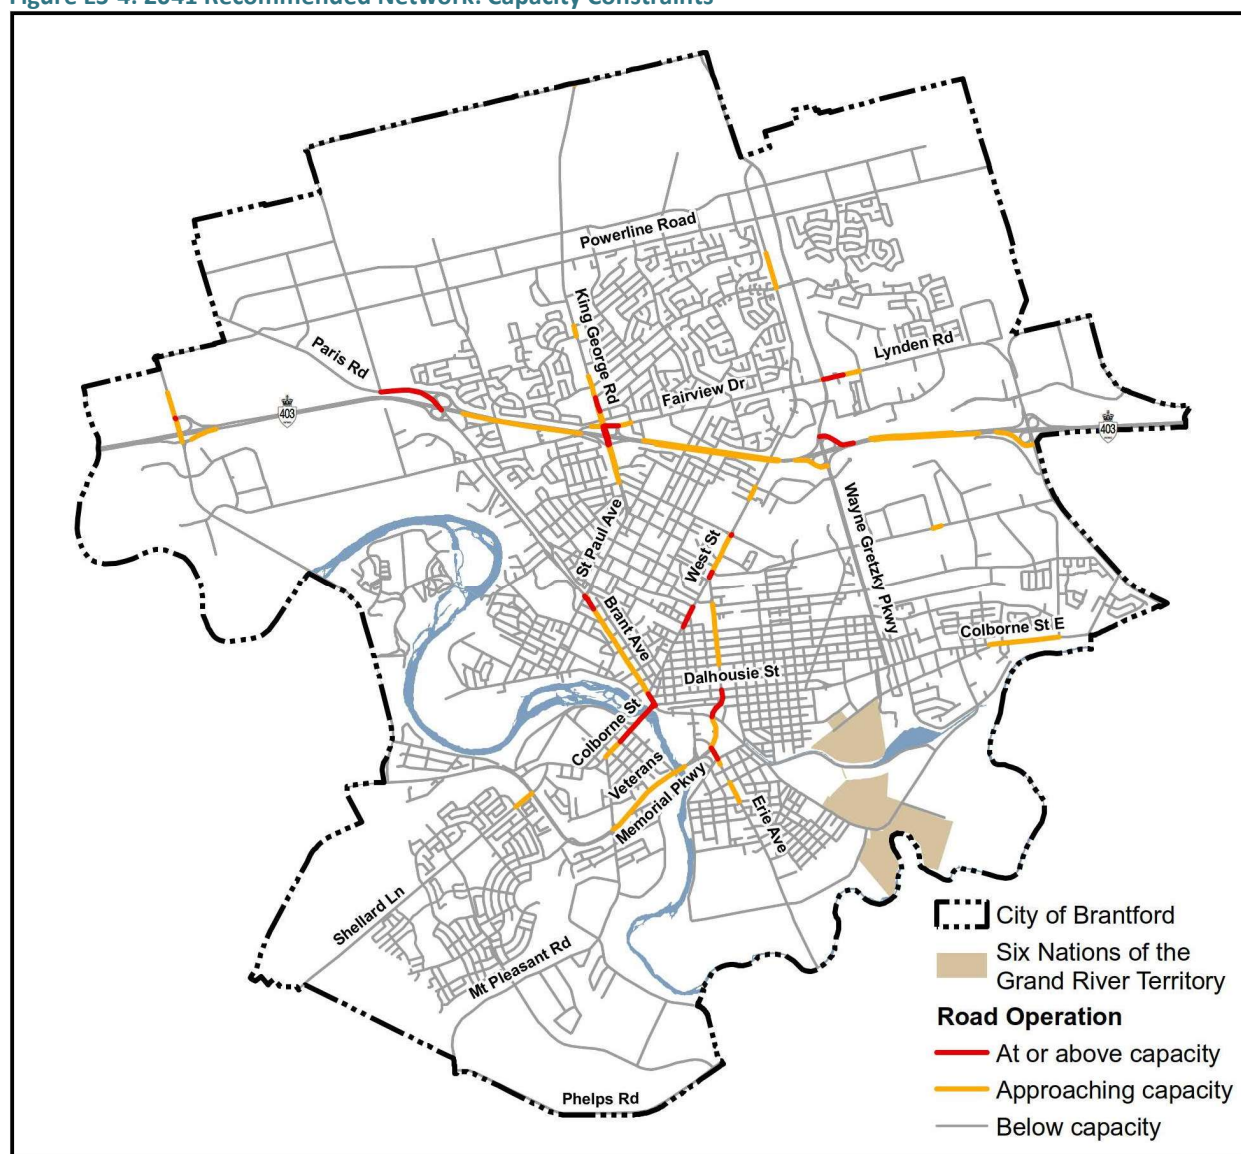 Figure ES-4: 2041 Recommended Network: Capacity Constraints
Powerline Road
King George Rd
Paris Rd
Lynden Rd
Fairview Dr
403
403
St Paul Ave
West St
Wayne Gretzky Pkwy
Brant Ave
Colborne St E
Dalhousie St
Colborne St
Veterans
Memorial Pkwy
Erie Ave
Shellard Ln
Mt Pleasant Rd
Phelps Rd
City of Brantford
Six Nations of the
Grand River Territory
Road Operation
At or above capacity
Approaching capacity
Below capacity